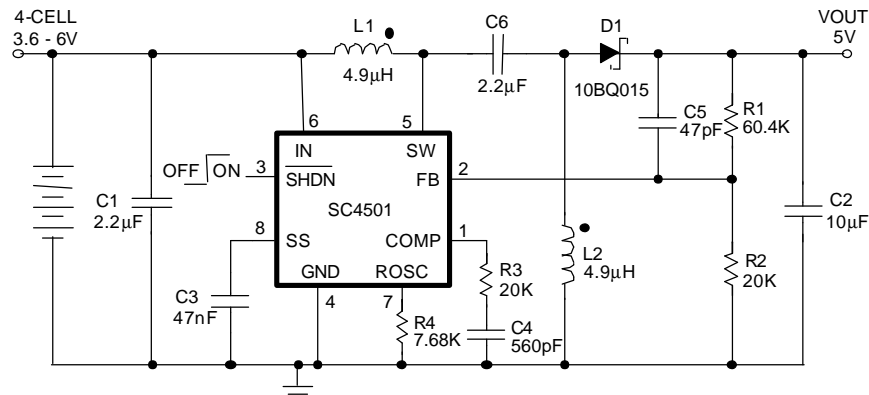 4-CELL
3.6 - 6V
L1
4.9µH
C6
2.2µF
D1
10BQ015
VOUT
5V
6
5
IN
SW
C5
47pF
R1
60.4K
OFF ON
3
SHDN
FB
2
SC4501
C1
2.2µF
8
SS
COMP
1
C2
10µF
GND
ROSC
4
7
R3
20K
L2
4.9µH
R2
20K
C3
47nF
R4
7.68K
C4
560pF